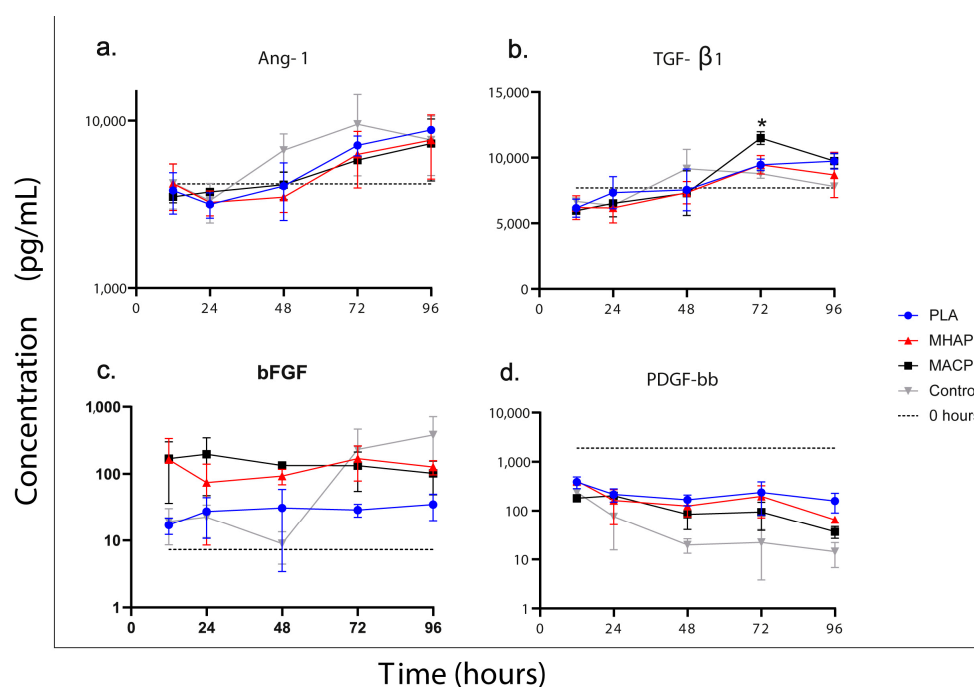 Concentration (pg/mL)
a.
Ang- 1
10,000
1,000
0
24
48
72
96
b.
TGF- β1
*
15,000
10,000
5,000
0
0
24
48
72
96
c.
bFGF
1,000
100
10
1
0
24
48
72
96
d.
PDGF-bb
10,000
1,000
100
10
1
0
24
48
72
96
PLA
MHAP
MACP
Contro
0 hours
Time (hours)